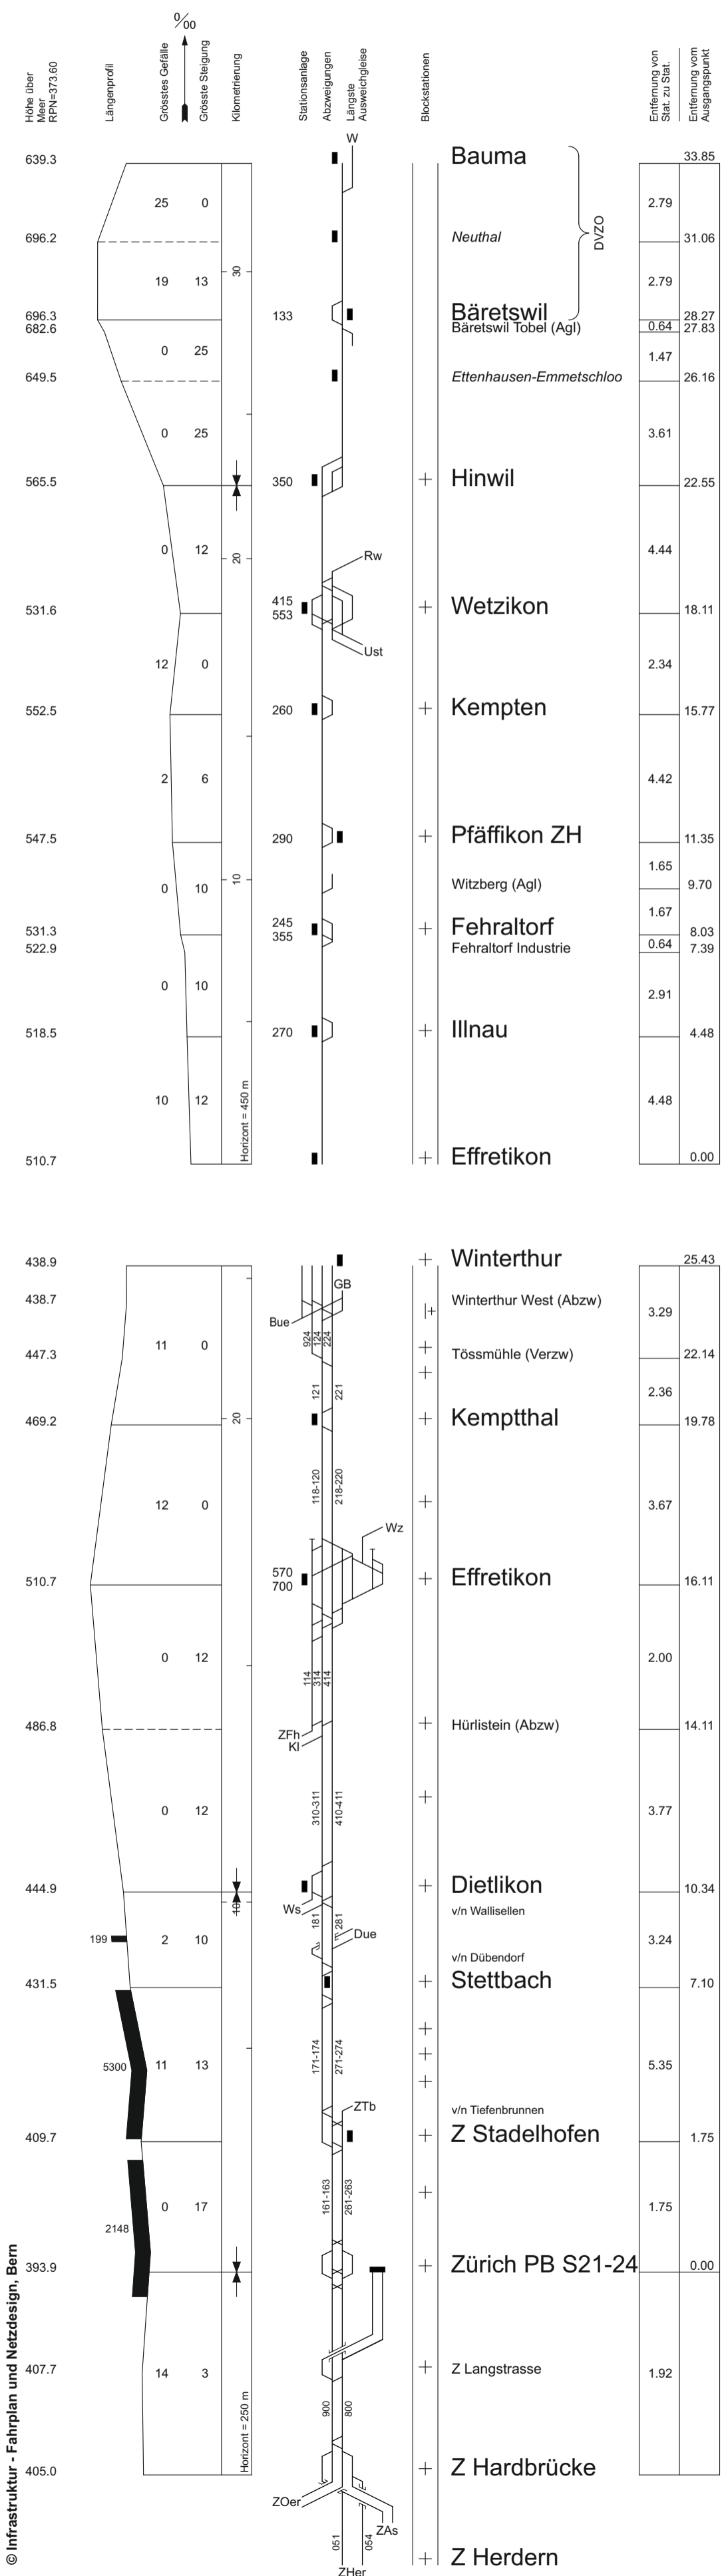 0/00
Höhe über
Meer
RPN=373.60
Längenprofil
Grösstes Gefälle
Grösste Steigung
Kilometrierung
Stationsanlage
Abzweigungen
Längste
Ausweichgleise
Blockstationen
Entfernung von
Stat. zu Stat.
Entfernung vom
Ausgangspunkt
W
639.3 Bauma 33.85
25 0 2.79
DVZO
696.2 Neuthal 31.06
30
19 13 2.79
696.3 133 Bäretswil 28.27
682.6 Bäretswil Tobel (Agl) 0.64 27.83
0 25 1.47
649.5 Ettenhausen-Emmetschloo 26.16
0 25 3.61
565.5 350 Hinwil 22.55
0 12 20 4.44
Rw
531.6 415 Wetzikon 18.11
553
Ust
12 0 2.34
552.5 260 Kempten 15.77
2 6 4.42
547.5 290 Pfäffikon ZH 11.35
1.65
0 10 10 Witzberg (Agl) 9.70
1.67
531.3 245 Fehraltorf 8.03
522.9 355 Fehraltorf Industrie 0.64 7.39
0 10 2.91
518.5 270 Illnau 4.48
10 12 4.48
Horizont = 450 m
510.7 Effretikon 0.00
438.9 Winterthur 25.43
GB
438.7 Winterthur West (Abzw) 3.29
Bue
924 124 224
11 0
447.3 Tössmühle (Verzw) 22.14
121 221 2.36
469.2 20 Kemptthal 19.78
118-120 218-220
12 0 3.67
Wz
510.7 570 Effretikon 16.11
700
0 12 2.00
114 314 414
486.8 Hürlistein (Abzw) 14.11
ZFh
Kl
310-311 410-411
0 12 3.77
444.9 Dietlikon 10.34
10
Ws v/n Wallisellen
181 281
199 2 10 Due 3.24
v/n Dübendorf
431.5 Stettbach 7.10
171-174 271-274
5300 11 13 5.35
ZTb v/n Tiefenbrunnen
409.7 Z Stadelhofen 1.75
161-163 261-263
0 17 1.75
2148
393.9 Zürich PB S21-24 0.00
407.7 14 3 Z Langstrasse 1.92
900 800
Horizont = 250 m
405.0 Z Hardbrücke
ZOer
ZAs
051 054
Z Herdern
ZHer
© Infrastruktur - Fahrplan und Netzdesign, Bern